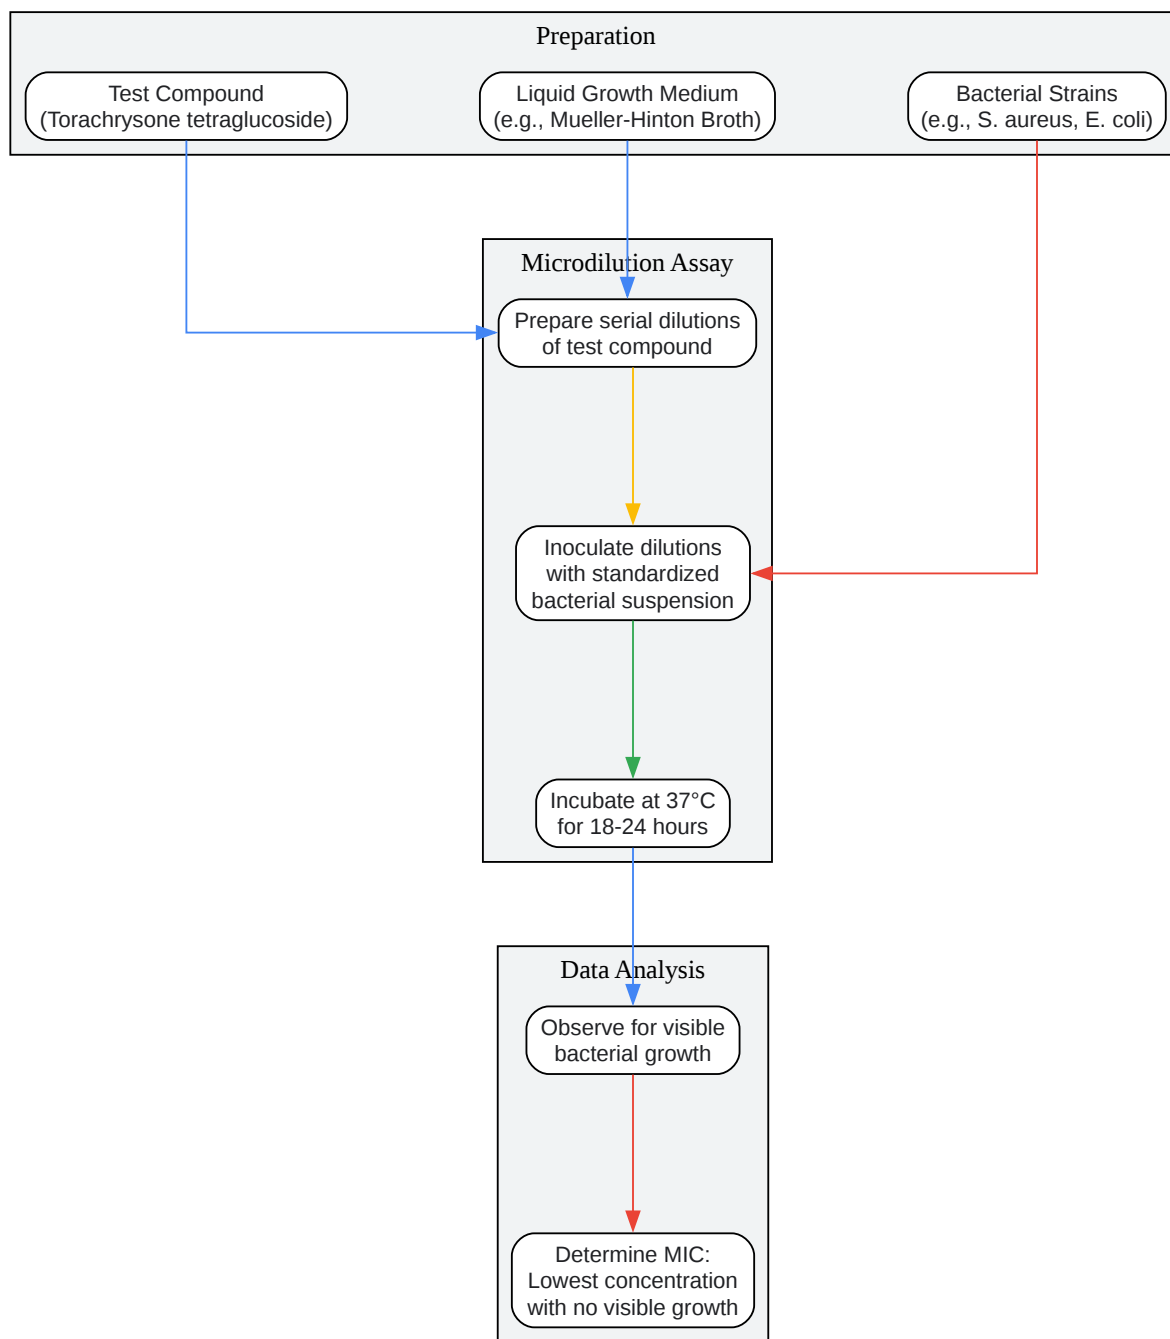 Preparation
Test Compound
(Torachrysone tetraglucoside)
Liquid Growth Medium
(e.g., Mueller-Hinton Broth)
Bacterial Strains
(e.g., S. aureus, E. coli)
Microdilution Assay
Prepare serial dilutions
of test compound
Inoculate dilutions
with standardized
bacterial suspension
Incubate at 37°C
for 18-24 hours
Data Analysis
Observe for visible
bacterial growth
Determine MIC:
Lowest concentration
with no visible growth